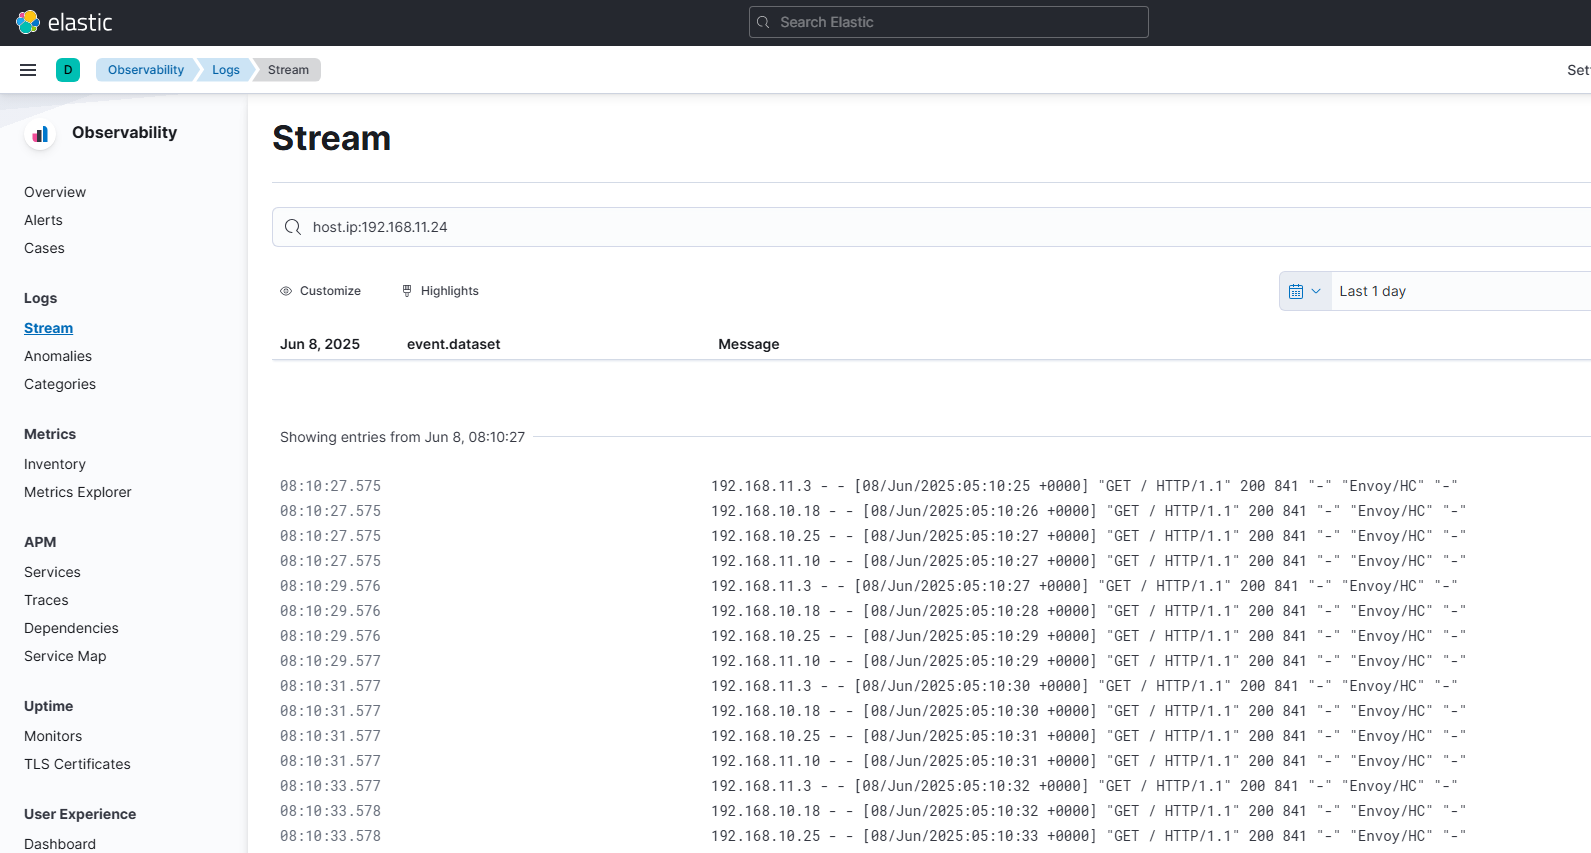 elastic
Search Elastic
D
Observability
Logs
Stream
Set
Observability
Overview
Alerts
Cases
Logs
Stream
Anomalies
Categories
Metrics
Inventory
Metrics Explorer
APM
Services
Traces
Dependencies
Service Map
Uptime
Monitors
TLS Certificates
User Experience
Dashboard
Stream
host.ip:192.168.11.24
Customize Highlights Last 1 day
Jun 8, 2025 event.dataset Message
Showing entries from Jun 8, 08:10:27
08:10:27.575 192.168.11.3 - - [08/Jun/2025:05:10:25 +0000] "GET / HTTP/1.1" 200 841 "-" "Envoy/HC" "-"
08:10:27.575 192.168.10.18 - - [08/Jun/2025:05:10:26 +0000] "GET / HTTP/1.1" 200 841 "-" "Envoy/HC" "-"
08:10:27.575 192.168.10.25 - - [08/Jun/2025:05:10:27 +0000] "GET / HTTP/1.1" 200 841 "-" "Envoy/HC" "-"
08:10:27.575 192.168.11.10 - - [08/Jun/2025:05:10:27 +0000] "GET / HTTP/1.1" 200 841 "-" "Envoy/HC" "-"
08:10:29.576 192.168.11.3 - - [08/Jun/2025:05:10:27 +0000] "GET / HTTP/1.1" 200 841 "-" "Envoy/HC" "-"
08:10:29.576 192.168.10.18 - - [08/Jun/2025:05:10:28 +0000] "GET / HTTP/1.1" 200 841 "-" "Envoy/HC" "-"
08:10:29.576 192.168.10.25 - - [08/Jun/2025:05:10:29 +0000] "GET / HTTP/1.1" 200 841 "-" "Envoy/HC" "-"
08:10:29.577 192.168.11.10 - - [08/Jun/2025:05:10:29 +0000] "GET / HTTP/1.1" 200 841 "-" "Envoy/HC" "-"
08:10:31.577 192.168.11.3 - - [08/Jun/2025:05:10:30 +0000] "GET / HTTP/1.1" 200 841 "-" "Envoy/HC" "-"
08:10:31.577 192.168.10.18 - - [08/Jun/2025:05:10:30 +0000] "GET / HTTP/1.1" 200 841 "-" "Envoy/HC" "-"
08:10:31.577 192.168.10.25 - - [08/Jun/2025:05:10:31 +0000] "GET / HTTP/1.1" 200 841 "-" "Envoy/HC" "-"
08:10:31.577 192.168.11.10 - - [08/Jun/2025:05:10:31 +0000] "GET / HTTP/1.1" 200 841 "-" "Envoy/HC" "-"
08:10:33.577 192.168.11.3 - - [08/Jun/2025:05:10:32 +0000] "GET / HTTP/1.1" 200 841 "-" "Envoy/HC" "-"
08:10:33.578 192.168.10.18 - - [08/Jun/2025:05:10:32 +0000] "GET / HTTP/1.1" 200 841 "-" "Envoy/HC" "-"
08:10:33.578 192.168.10.25 - - [08/Jun/2025:05:10:33 +0000] "GET / HTTP/1.1" 200 841 "-" "Envoy/HC" "-"